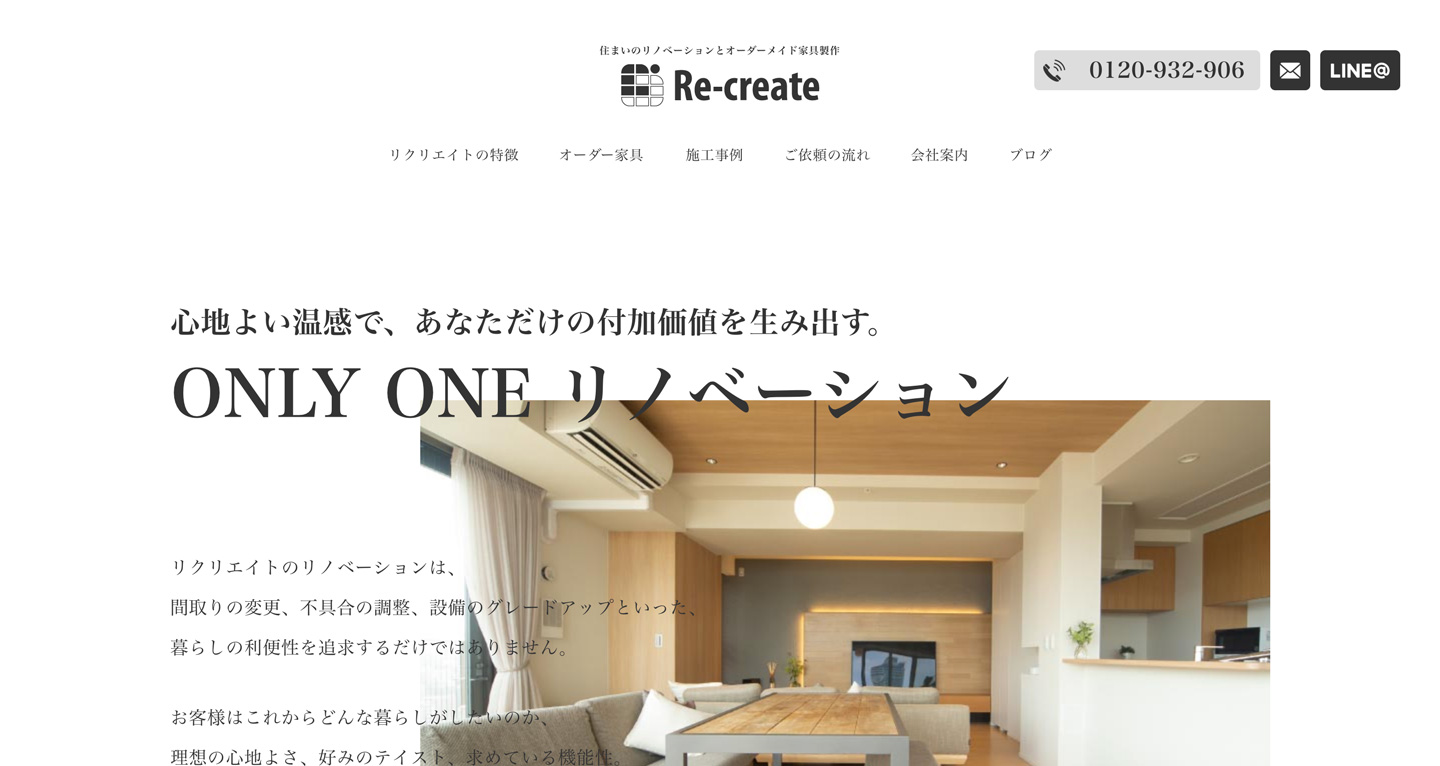 住まいのリノベーションとオーダーメイド家具製作
Re-create
0120-932-906
LINE@
リクリエイトの特徴 オーダー家具 施工事例 ご依頼の流れ 会社案内 ブログ
心地よい温感で、あなただけの付加価値を生み出す。
ONLY ONE リノベーション
リクリエイトのリノベーションは、
間取りの変更、不具合の調整、設備のグレードアップといった、
暮らしの利便性を追求するだけではありません。
お客様はこれからどんな暮らしがしたいのか、
理想の心地よさ、好みのテイスト、求めている機能性。